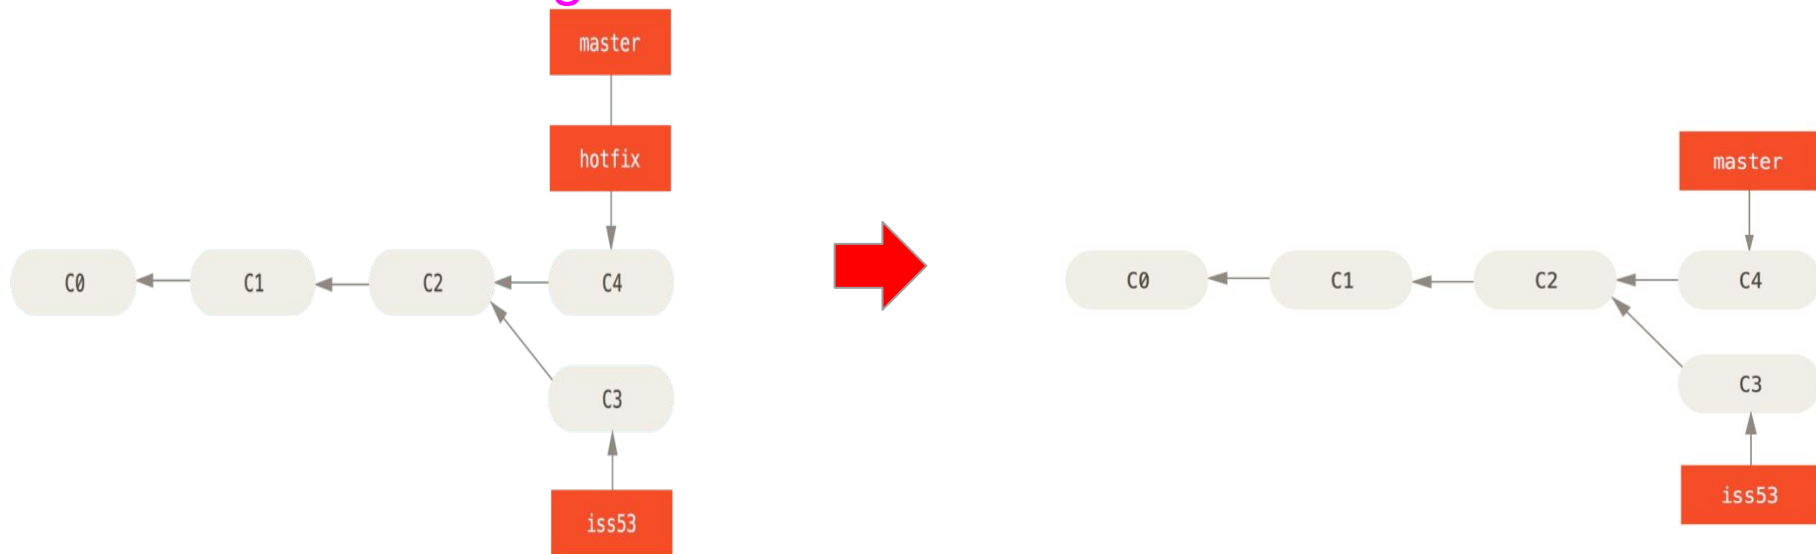 master
hotfix
C0 C1 C2 C4
C3
iss53
master
C0 C1 C2 C4
C3
iss53